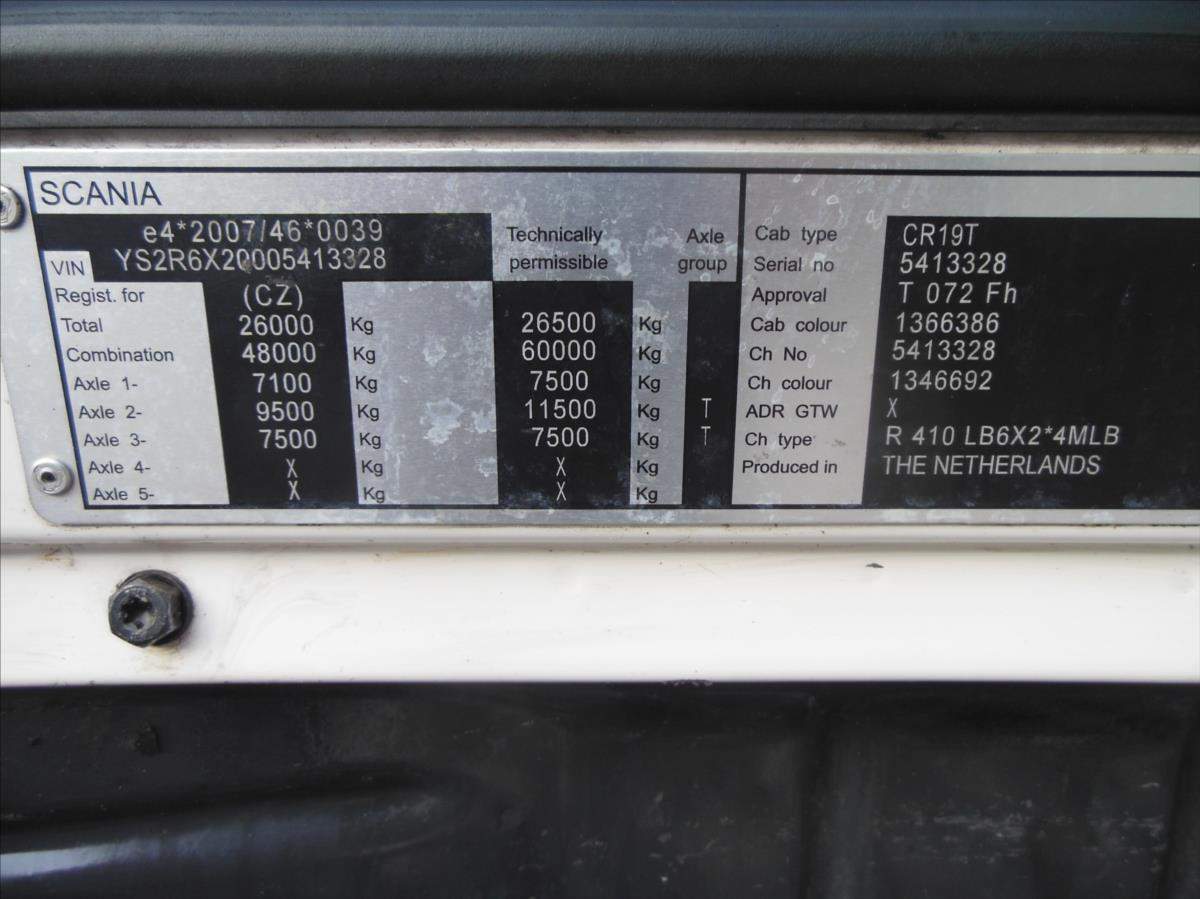 SCANIA
e4*2007/46*0039
VIN YS2R6X20005413328
Technically permissible
Axle group
Regist. for (CZ)
Total 26000 Kg 26500 Kg
Combination 48000 Kg 60000 Kg
Axle 1- 7100 Kg 7500 Kg
Axle 2- 9500 Kg 11500 Kg T
Axle 3- 7500 Kg 7500 Kg T
Axle 4- X Kg X Kg
Axle 5- X Kg X Kg
Cab type CR19T
Serial no 5413328
Approval T 072 Fh
Cab colour 1366386
Ch No 5413328
Ch colour 1346692
ADR GTW X
Ch type R 410 LB6X2*4MLB
Produced in THE NETHERLANDS